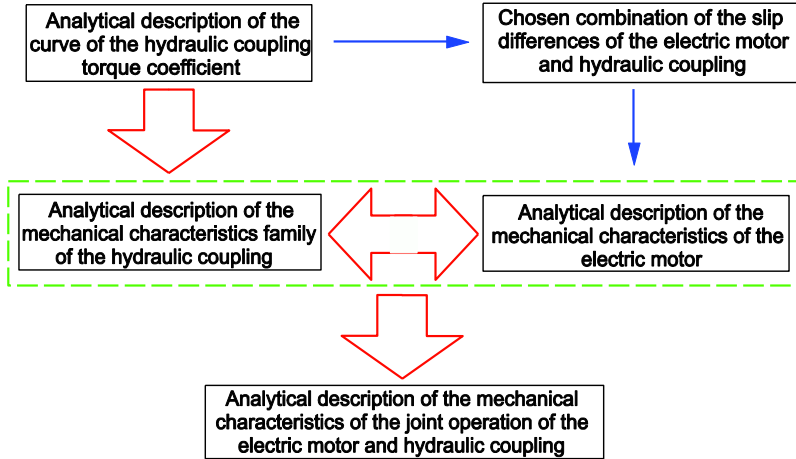 Analytical description of the
curve of the hydraulic coupling
torque coefficient
Chosen combination of the slip
differences of the electric motor
and hydraulic coupling
Analytical description of the
mechanical characteristics family
of the hydraulic coupling
Analytical description of the
mechanical characteristics of the
electric motor
Analytical description of the mechanical
characteristics of the joint operation of the
electric motor and hydraulic coupling